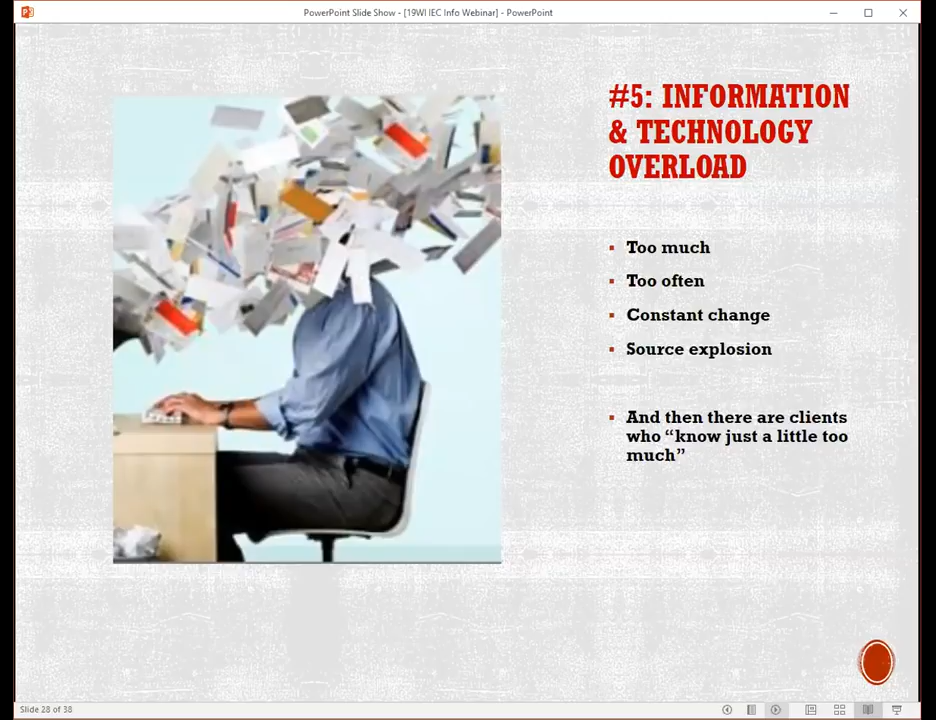 PowerPoint Slide Show - [19WI IEC Info Webinar] - PowerPoint
#5: INFORMATION
& TECHNOLOGY
OVERLOAD
Too much
Too often
Constant change
Source explosion
And then there are clients
who “know just a little too
much”
Slide 28 of 38